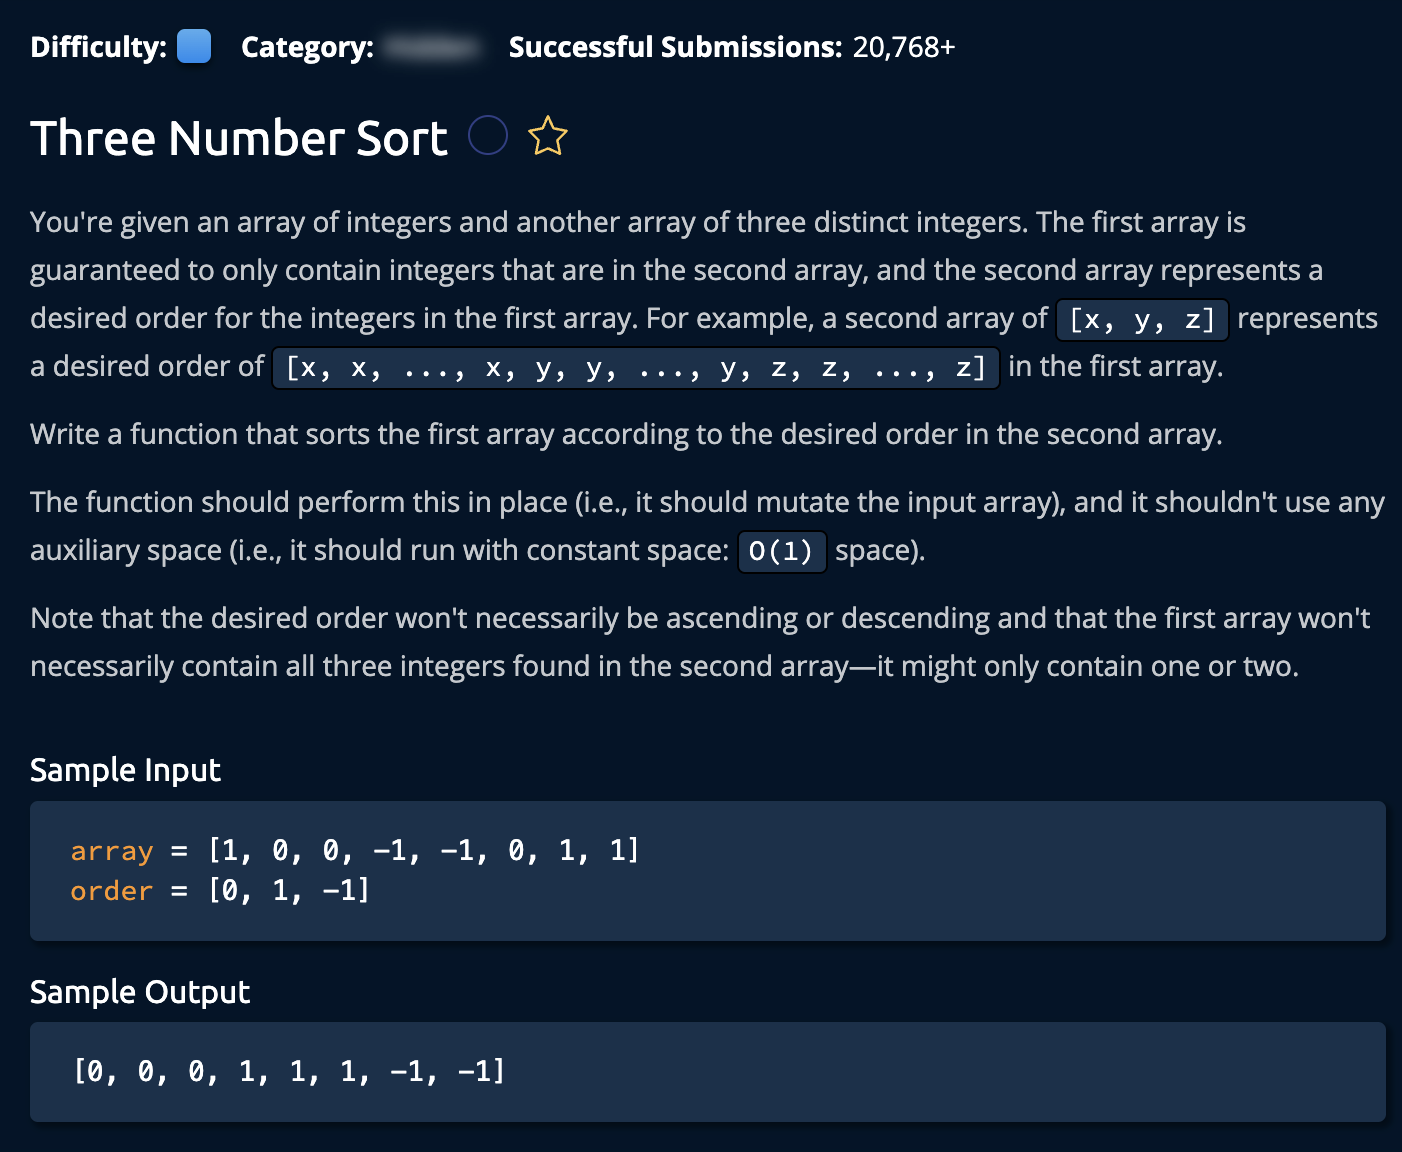 Difficulty: Category: Successful Submissions: 20,768+
Three Number Sort
You're given an array of integers and another array of three distinct integers. The first array is
guaranteed to only contain integers that are in the second array, and the second array represents a
desired order for the integers in the first array. For example, a second array of [x, y, z] represents
a desired order of [x, x, ..., x, y, y, ..., y, z, z, ..., z] in the first array.
Write a function that sorts the first array according to the desired order in the second array.
The function should perform this in place (i.e., it should mutate the input array), and it shouldn't use any
auxiliary space (i.e., it should run with constant space: O(1) space).
Note that the desired order won't necessarily be ascending or descending and that the first array won't
necessarily contain all three integers found in the second array—it might only contain one or two.
Sample Input
array = [1, 0, 0, -1, -1, 0, 1, 1]
order = [0, 1, -1]
Sample Output
[0, 0, 0, 1, 1, 1, -1, -1]